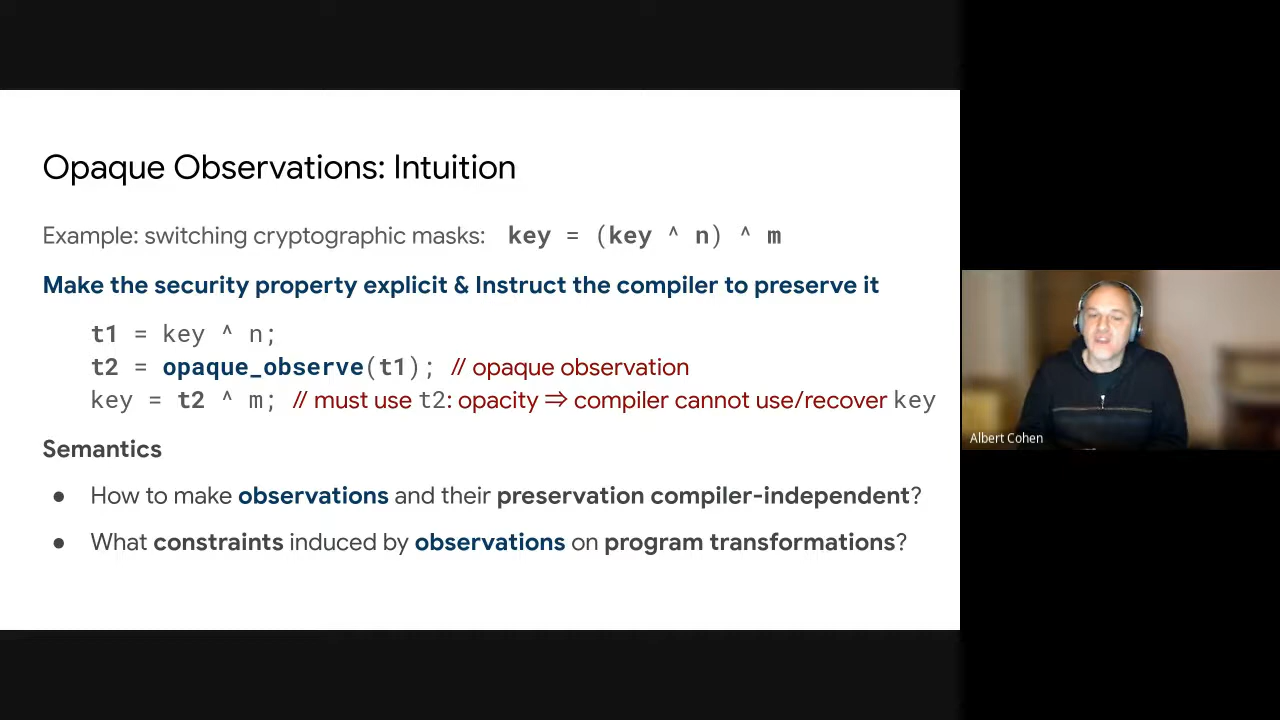 Opaque Observations: Intuition
Example: switching cryptographic masks: key = (key ^ n) ^ m
Make the security property explicit & Instruct the compiler to preserve it
t1 = key ^ n;
t2 = opaque_observe(t1); // opaque observation
key = t2 ^ m; // must use t2: opacity ⇒ compiler cannot use/recover key
Semantics
● How to make observations and their preservation compiler-independent?
● What constraints induced by observations on program transformations?
Albert Cohen